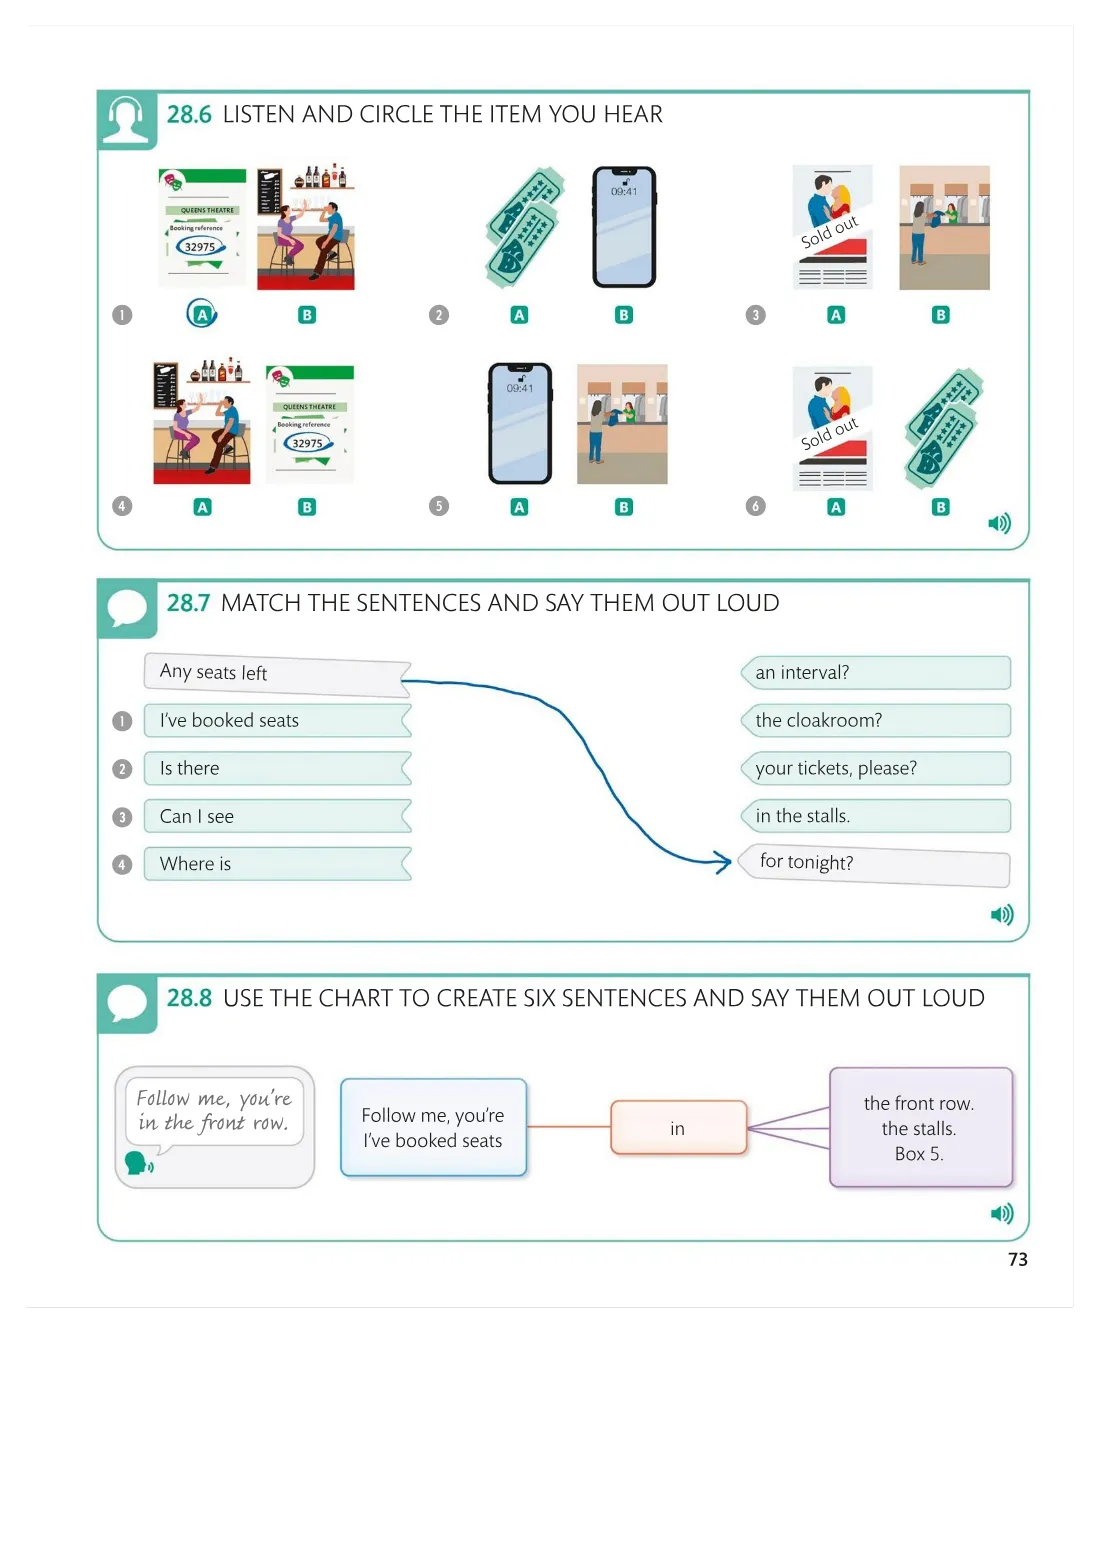 28.6 LISTEN AND CIRCLE THE ITEM YOU HEAR
QUEENS THEATRE
Booking reference
32975
09:41
Sold out
1 A B
2 A B
3 A B
QUEENS THEATRE
Booking reference
32975
09:41
Sold out
4 A B
5 A B
6 A B
28.7 MATCH THE SENTENCES AND SAY THEM OUT LOUD
Any seats left
an interval?
1 I've booked seats
the cloakroom?
2 Is there
your tickets, please?
3 Can I see
in the stalls.
4 Where is
for tonight?
28.8 USE THE CHART TO CREATE SIX SENTENCES AND SAY THEM OUT LOUD
Follow me, you're
in the front row.
Follow me, you're
I've booked seats
in
the front row.
the stalls.
Box 5.
73